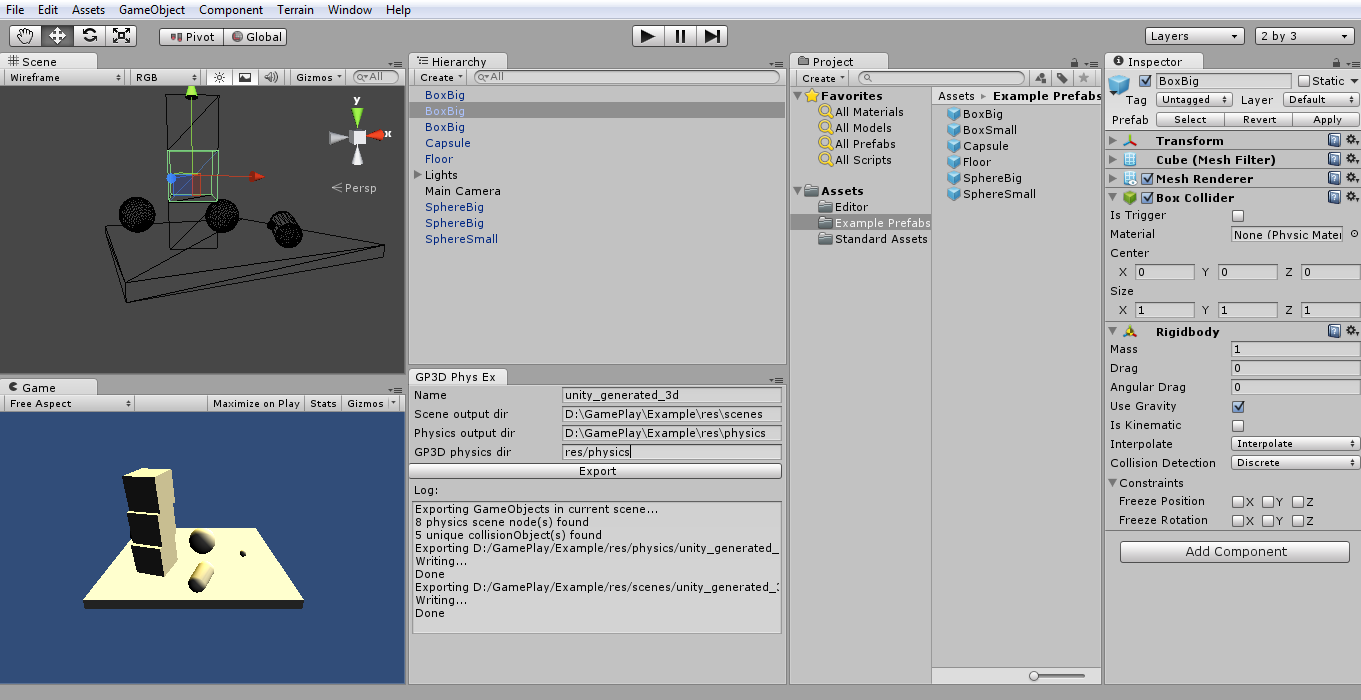 File Edit Assets GameObject Component Terrain Window Help
Pivot Global
Layers 2 by 3
Scene
Wireframe RGB Gizmos All
y
x
Persp
Game
Free Aspect Maximize on Play Stats Gizmos
Hierarchy
Create All
BoxBig
BoxBig
BoxBig
Capsule
Floor
Lights
Main Camera
SphereBig
SphereBig
SphereSmall
GP3D Phys Ex
Name unity_generated_3d
Scene output dir D:\GamePlay\Example\res\scenes
Physics output dir D:\GamePlay\Example\res\physics
GP3D physics dir res/physics
Export
Log:
Exporting GameObjects in current scene...
8 physics scene node(s) found
5 unique collisionObject(s) found
Exporting D:/GamePlay/Example/res/physics/unity_generated_
Writing...
Done
Exporting D:/GamePlay/Example/res/scenes/unity_generated_
Writing...
Done
Project
Create
Favorites
All Materials
All Models
All Prefabs
All Scripts
Assets
Editor
Example Prefabs
Standard Assets
Assets Example Prefabs
BoxBig
BoxSmall
Capsule
Floor
SphereBig
SphereSmall
Inspector
BoxBig Static
Tag Untagged Layer Default
Prefab Select Revert Apply
Transform
Cube (Mesh Filter)
Mesh Renderer
Box Collider
Is Trigger
Material None (Physic Mater
Center
X 0 Y 0 Z 0
Size
X 1 Y 1 Z 1
Rigidbody
Mass 1
Drag 0
Angular Drag 0
Use Gravity
Is Kinematic
Interpolate Interpolate
Collision Detection Discrete
Constraints
Freeze Position X Y Z
Freeze Rotation X Y Z
Add Component